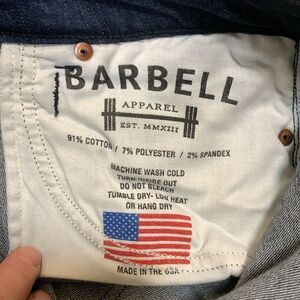 BARBELL
APPAREL
EST. MMXIII
91% COTTON / 7% POLYESTER / 2% SPANDEX
MACHINE WASH COLD
TURN INSIDE OUT
DO NOT BLEACH
TUMBLE DRY- LOW HEAT
OR HANG DRY
MADE IN THE USA